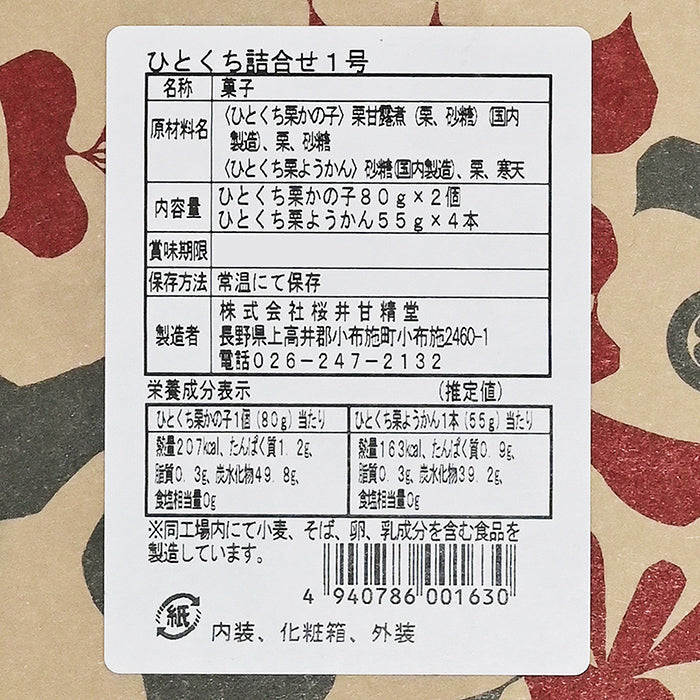 ひとくち詰合せ１号
名称 菓子
原材料名 〈ひとくち栗かの子〉栗甘露煮（栗、砂糖）（国内
製造）、栗、砂糖
〈ひとくち栗ようかん〉砂糖（国内製造）、栗、寒天
内容量 ひとくち栗かの子８０ｇ×２個
ひとくち栗ようかん５５ｇ×４本
賞味期限
保存方法 常温にて保存
製造者 株式会社桜井甘精堂
長野県上高井郡小布施町小布施2460-1
電話０２６-２４７-２１３２
栄養成分表示 （推定値）
ひとくち栗かの子１個（８０ｇ）当たり ひとくち栗ようかん１本（５５ｇ）当たり
熱量２０７kcal、たんぱく質１.２g、 熱量１６３kcal、たんぱく質０.９g、
脂質０.３g、炭水化物４９.８g、 脂質０.３g、炭水化物３９.２g、
食塩相当量０g 食塩相当量０g
※同工場内にて小麦、そば、卵、乳成分を含む食品を
製造しています。
4 940786 001630
紙 内装、化粧箱、外装